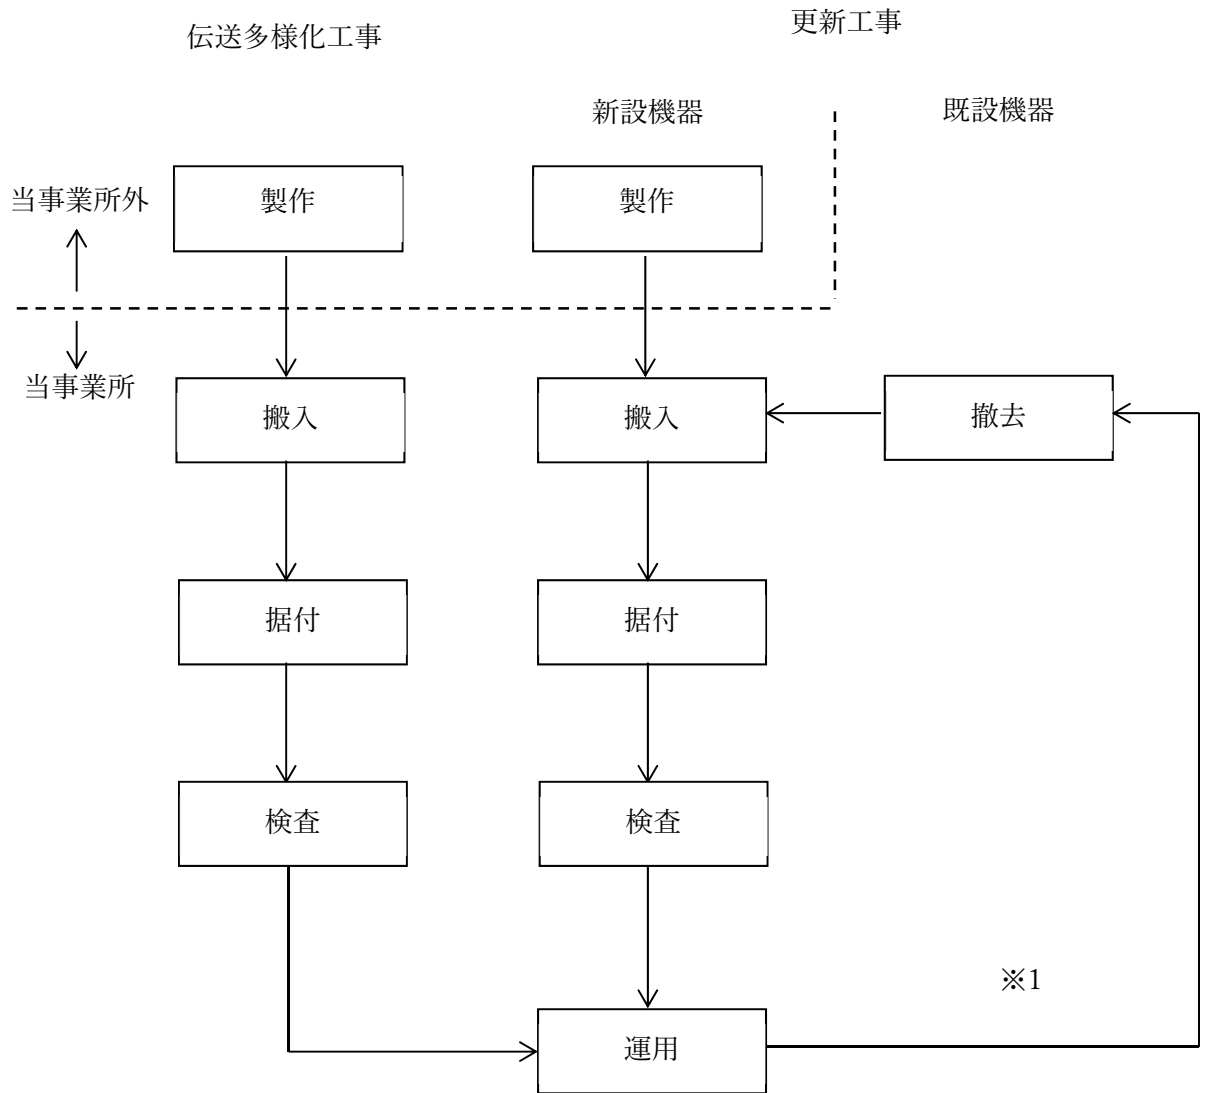 伝送多様化工事
更新工事
新設機器
既設機器
当事業所外
製作
製作
当事業所
搬入
搬入
撤去
据付
据付
検査
検査
※1
運用